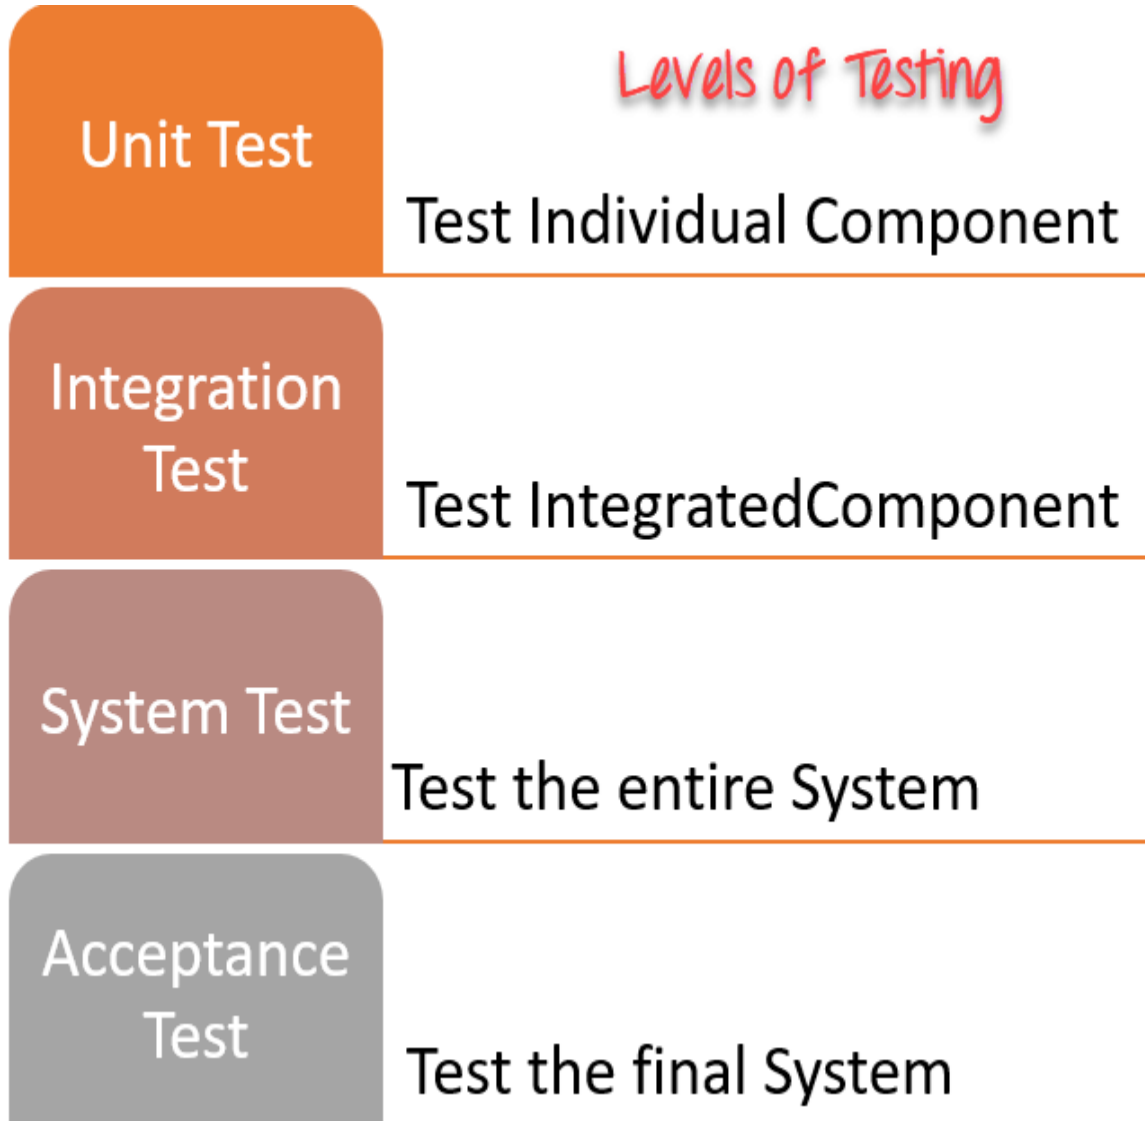 Levels of Testing
Unit Test
Test Individual Component
Integration
Test
Test IntegratedComponent
System Test
Test the entire System
Acceptance
Test
Test the final System